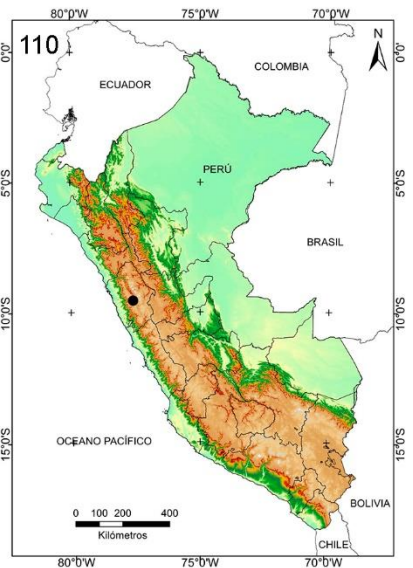 80°0'W 75°0'W 70°0'W
110
N
0°0' 0°0'
COLOMBIA
ECUADOR
PERÚ
5°0'S 5°0'S
BRASIL
10°0'S 10°0'S
OCEANO PACÍFICO
15°0'S 15°0'S
BOLIVIA
0 100 200 400
Kilómetros
CHILE
80°0'W 75°0'W 70°0'W